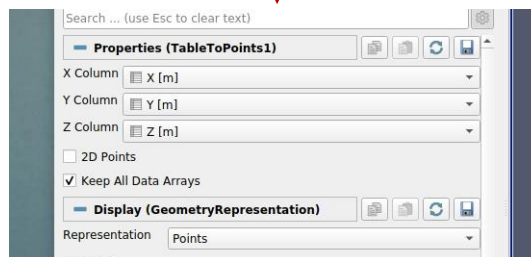 Search ... (use Esc to clear text)
Properties (TableToPoints1)
X Column X [m]
Y Column Y [m]
Z Column Z [m]
2D Points
Keep All Data Arrays
Display (GeometryRepresentation)
Representation Points